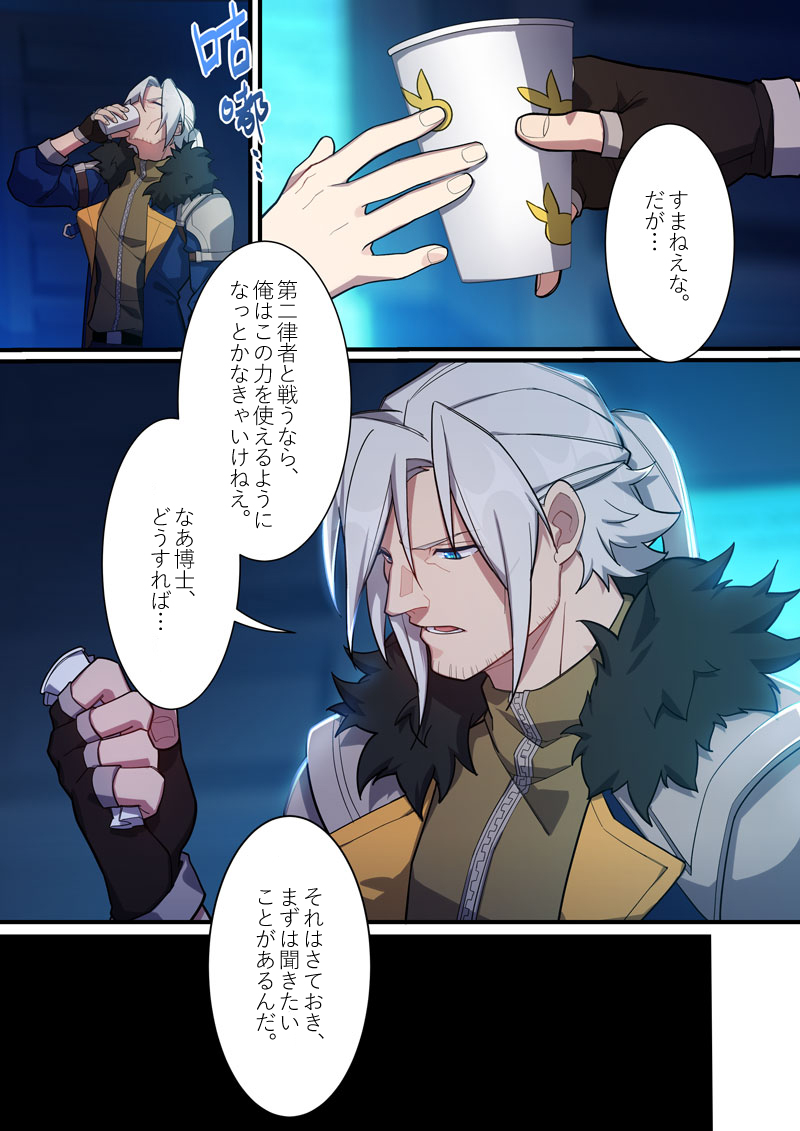 すまねえな。
だが…
咕嘟…
第二律者と戦うなら、
俺はこの力を使えるように
なっとかなきゃいけねえ。
なあ博士、
どうすれば…
それはさておき、
まずは聞きたい
ことがあるんだ。